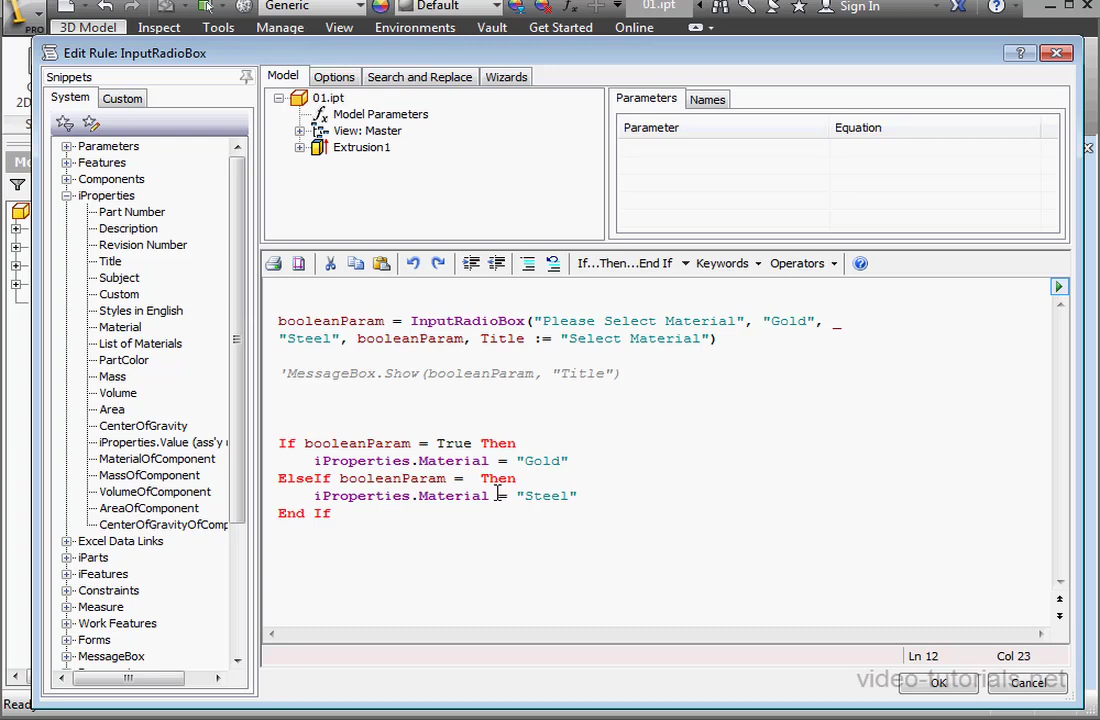 Generic
Default
01.ipt
Sign In
PRO
3D Model
Inspect
Tools
Manage
View
Environments
Vault
Get Started
Online
Edit Rule: InputRadioBox
Snippets
System
Custom
Parameters
Features
Components
iProperties
Part Number
Description
Revision Number
Title
Subject
Custom
Styles in English
Material
List of Materials
PartColor
Mass
Volume
Area
CenterOfGravity
iProperties.Value (ass'y
MaterialOfComponent
MassOfComponent
VolumeOfComponent
AreaOfComponent
CenterOfGravityOfComp
Excel Data Links
iParts
iFeatures
Constraints
Measure
Work Features
Forms
MessageBox
Model
Options
Search and Replace
Wizards
01.ipt
Model Parameters
View: Master
Extrusion1
Parameters
Names
Parameter
Equation
If...Then...End If
Keywords
Operators
booleanParam = InputRadioBox("Please Select Material", "Gold", _
"Steel", booleanParam, Title := "Select Material")
'MessageBox.Show(booleanParam, "Title")
If booleanParam = True Then
iProperties.Material = "Gold"
ElseIf booleanParam =  Then
iProperties.Material = "Steel"
End If
Ln 12
Col 23
OK
Cancel
video-tutorials.net